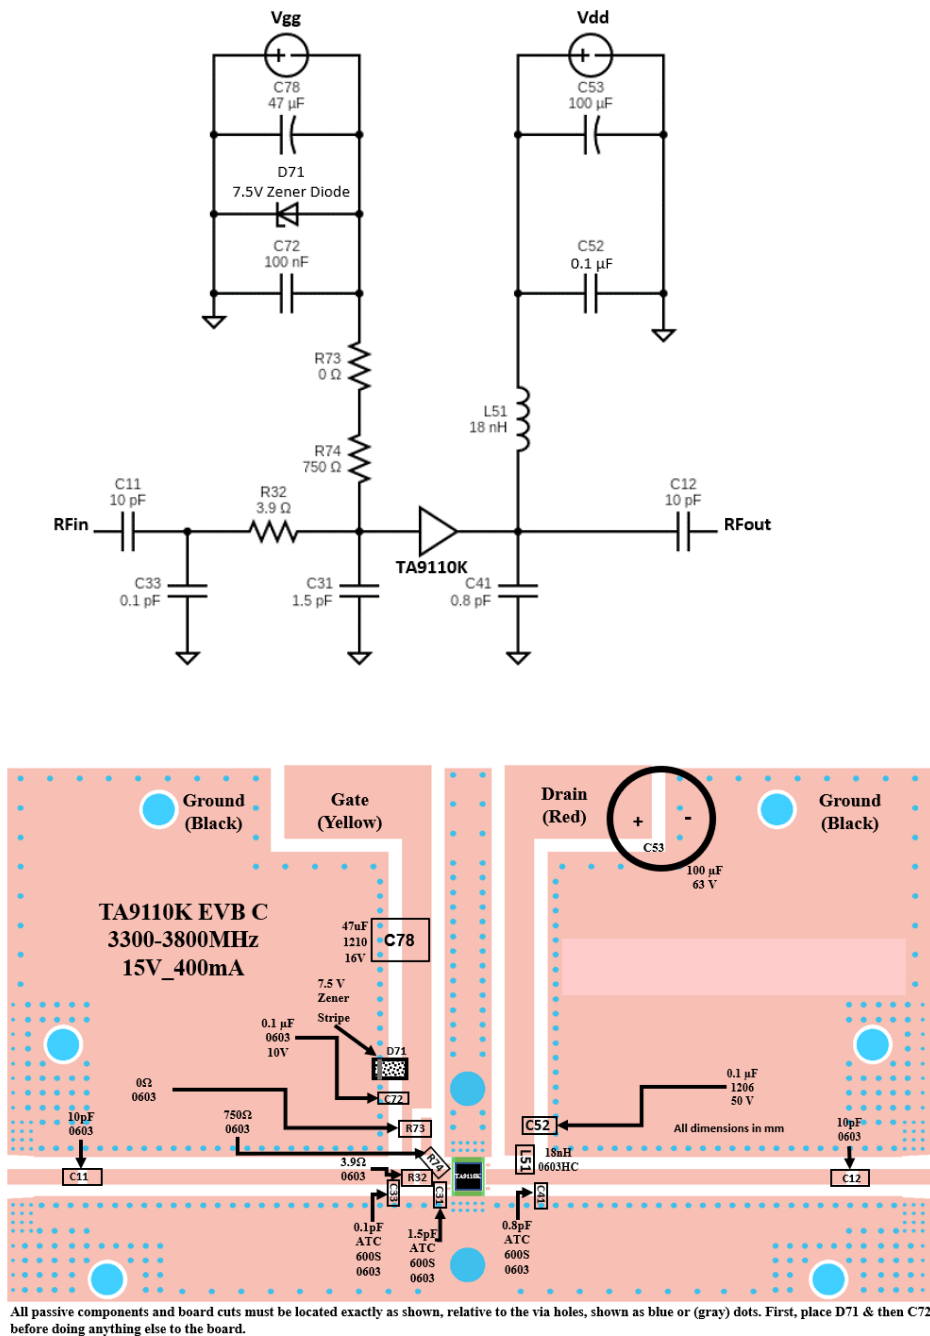 Vgg
Vdd
C78
47 µF
C53
100 µF
D71
7.5V Zener Diode
C72
100 nF
C52
0.1 µF
R73
0 Ω
L51
18 nH
R74
750 Ω
C11
10 pF
R32
3.9 Ω
C12
10 pF
RFin
RFout
TA9110K
C33
0.1 pF
C31
1.5 pF
C41
0.8 pF
Ground
(Black)
Gate
(Yellow)
Drain
(Red)
Ground
(Black)
+ -
C53
100 µF
63 V
TA9110K EVB C
3300-3800MHz
15V_400mA
47uF
1210
16V
C78
7.5 V
Zener
Stripe
0.1 µF
0603
10V
D71
C72
0Ω
0603
R73
750Ω
0603
R74
0.1 µF
1206
50 V
C52
All dimensions in mm
10pF
0603
C11
3.9Ω
0603
R32
C33
C31
TA9110K
L51
18nH
0603HC
C41
10pF
0603
C12
0.1pF
ATC
600S
0603
1.5pF
ATC
600S
0603
0.8pF
ATC
600S
0603
All passive components and board cuts must be located exactly as shown, relative to the via holes, shown as blue or (gray) dots. First, place D71 & then C72
before doing anything else to the board.